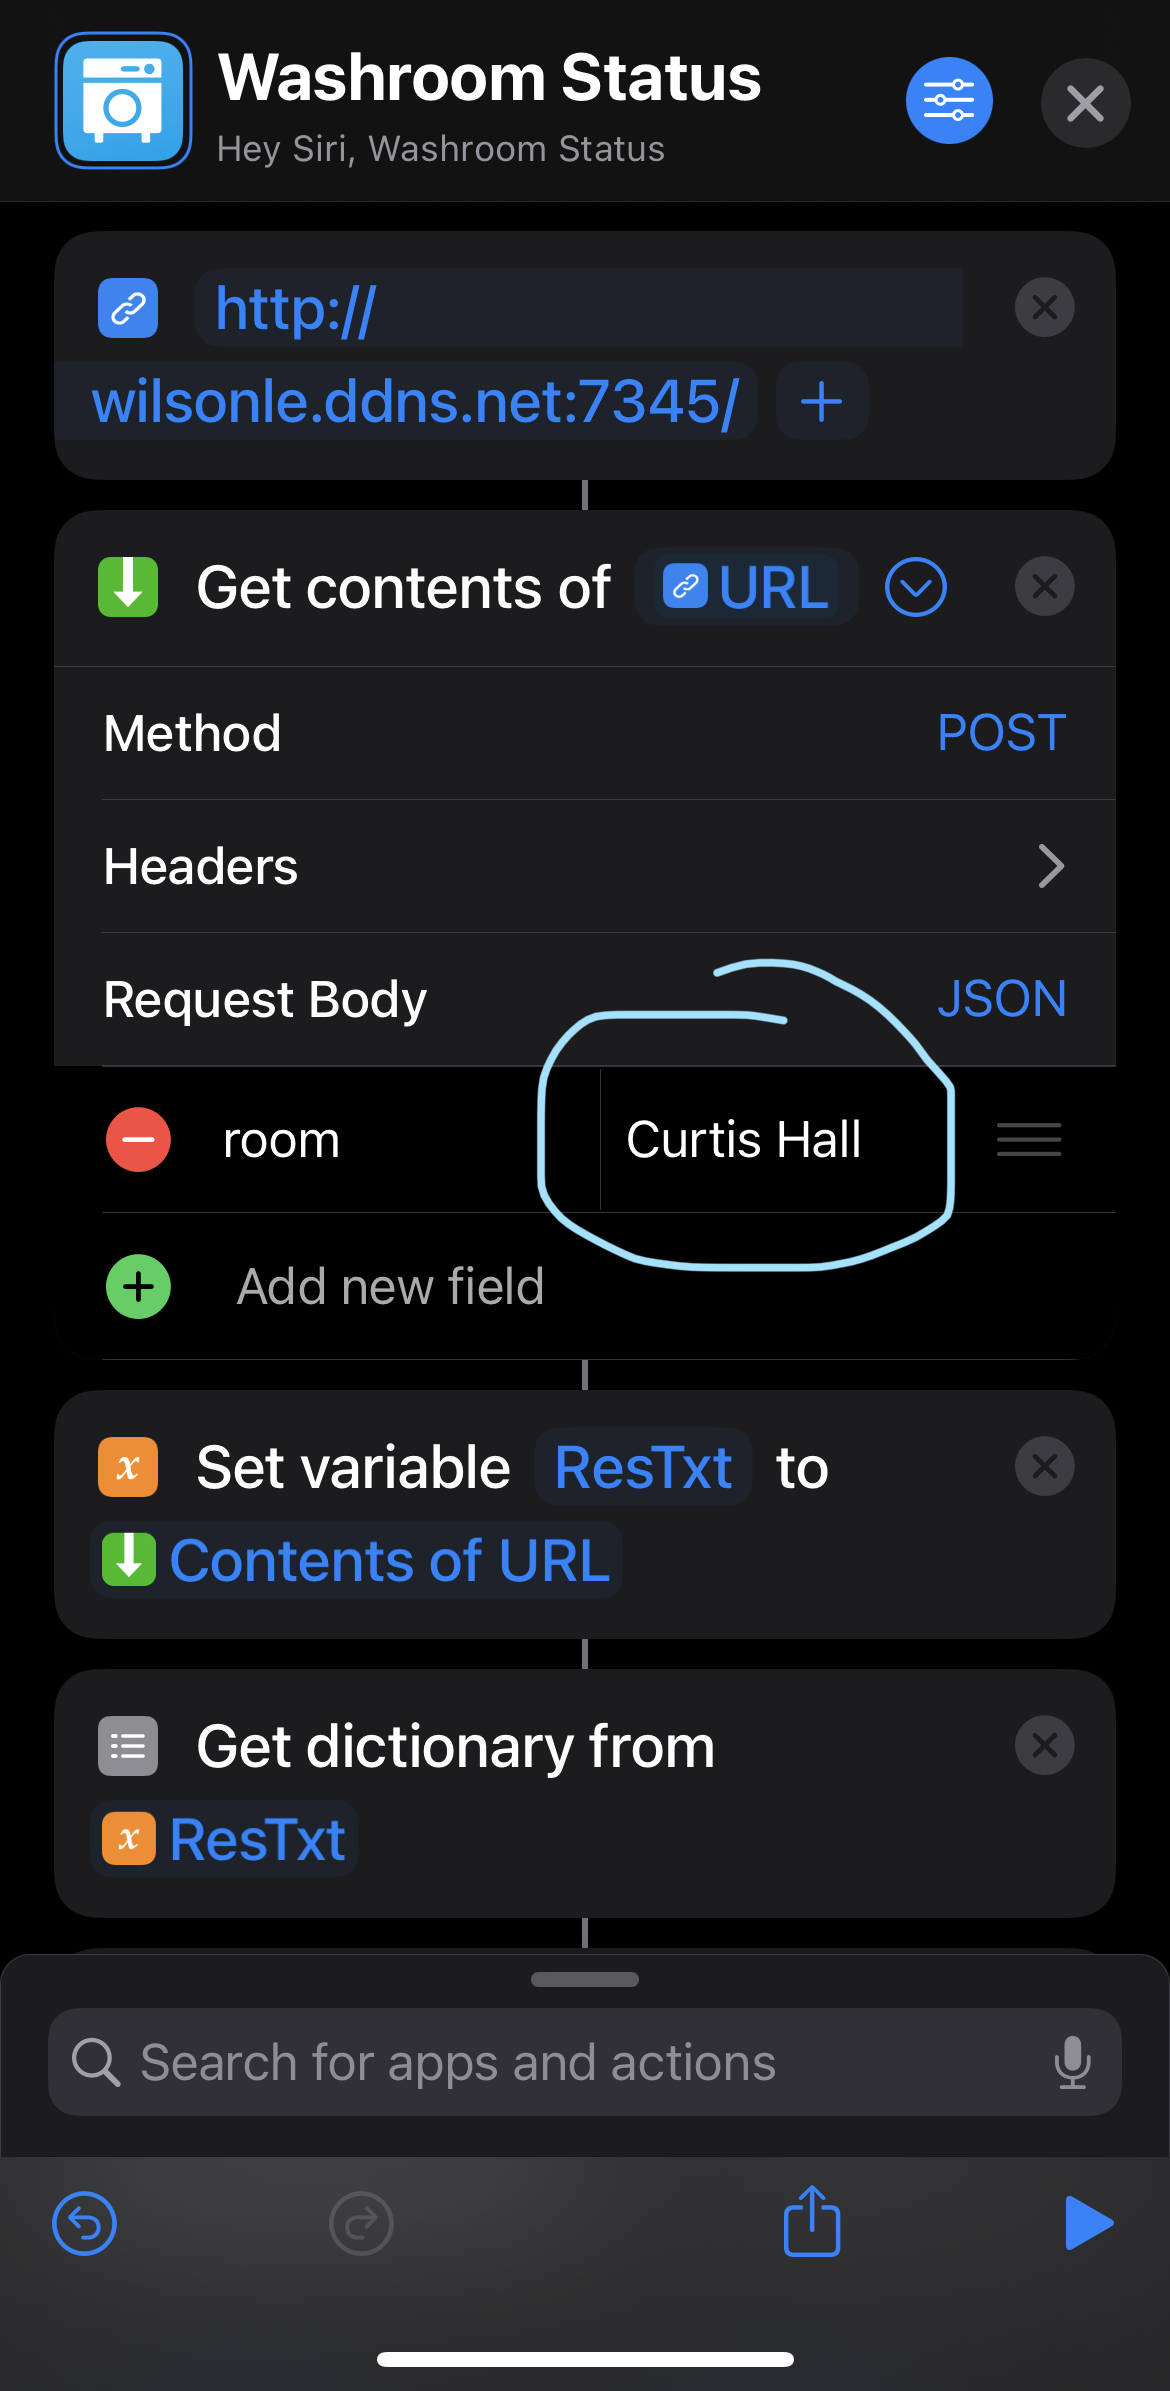 Washroom Status
Hey Siri, Washroom Status
http://
wilsonle.ddns.net:7345/
Get contents of URL
Method POST
Headers
Request Body JSON
room Curtis Hall
Add new field
x Set variable ResTxt to
Contents of URL
Get dictionary from
x ResTxt
Search for apps and actions